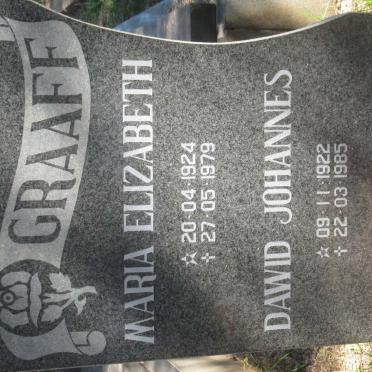 GRAAFF
MARIA ELIZABETH
☆ 20·04·1924
✝ 27·05·1979
DAWID JOHANNES
☆ 09·11·1922
✝ 22·03·1985